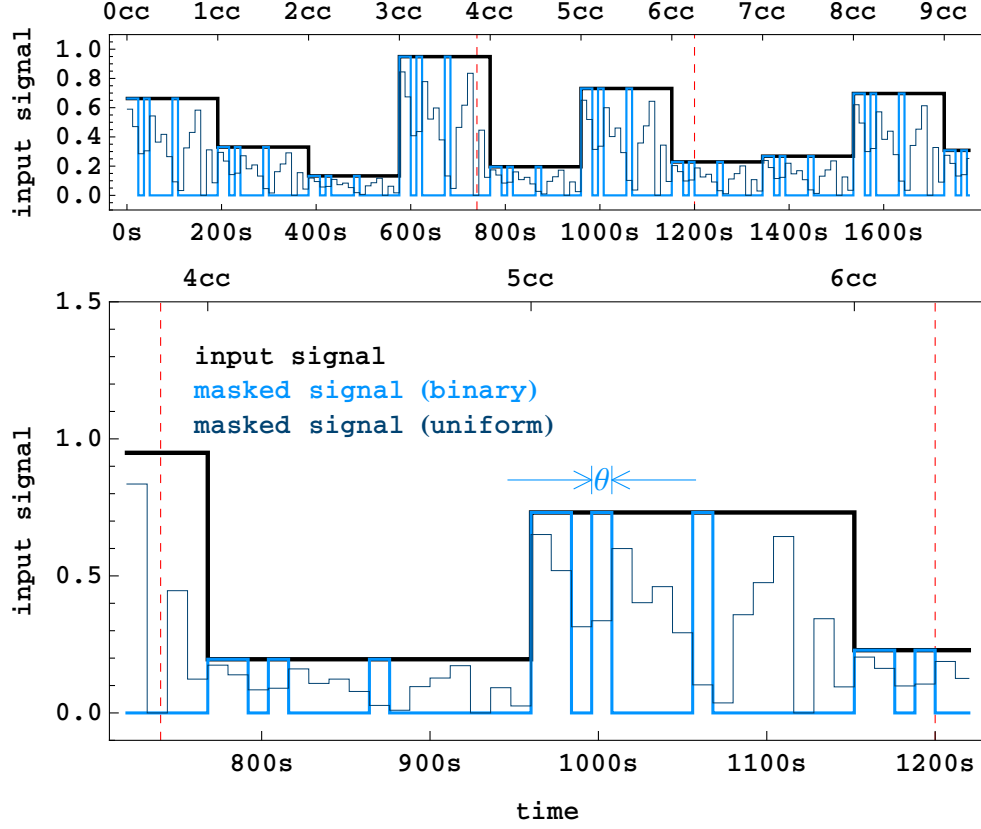 0cc 1cc 2cc 3cc 4cc 5cc 6cc 7cc 8cc 9cc
input signal
1.0
0.8
0.6
0.4
0.2
0.0
0s 200s 400s 600s 800s 1000s 1200s 1400s 1600s
4cc 5cc 6cc
input signal
1.5
1.0
0.5
0.0
input signal
masked signal (binary)
masked signal (uniform)
θ
800s 900s 1000s 1100s 1200s
time